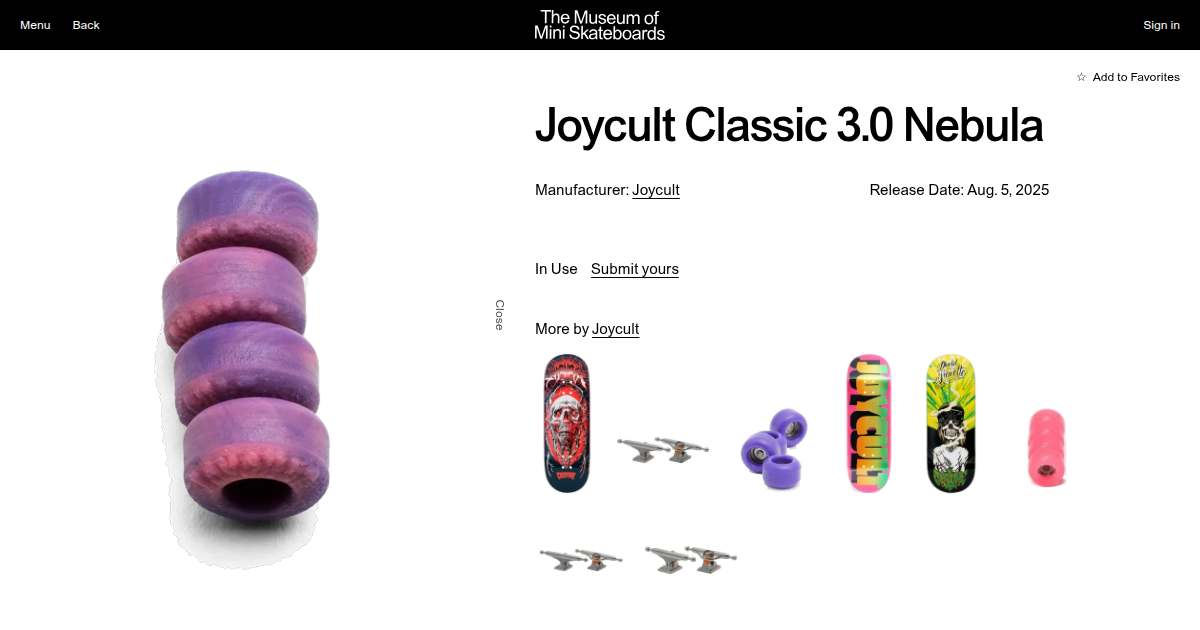 Menu
Back
The Museum of
Mini Skateboards
Sign in
☆ Add to Favorites
Joycult Classic 3.0 Nebula
Manufacturer: Joycult
Release Date: Aug. 5, 2025
In Use Submit yours
Close
More by Joycult